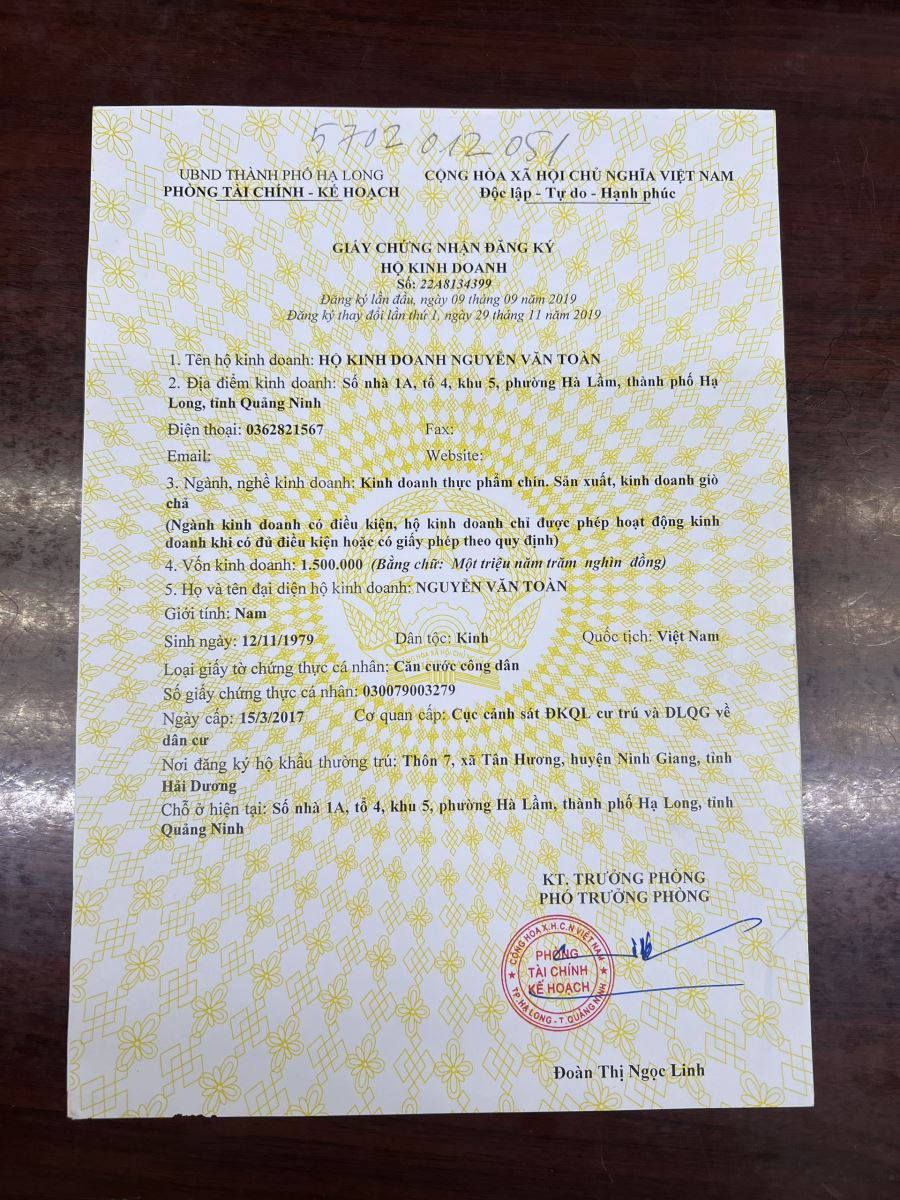 5702 012 051
UBND THÀNH PHỐ HẠ LONG
PHÒNG TÀI CHÍNH - KẾ HOẠCH
CỘNG HÒA XÃ HỘI CHỦ NGHĨA VIỆT NAM
Độc lập - Tự do - Hạnh phúc
GIẤY CHỨNG NHẬN ĐĂNG KÝ
HỘ KINH DOANH
Số: 22A8134399
Đăng ký lần đầu, ngày 09 tháng 09 năm 2019
Đăng ký thay đổi lần thứ 1, ngày 29 tháng 11 năm 2019
1. Tên hộ kinh doanh: HỘ KINH DOANH NGUYỄN VĂN TOÀN
2. Địa điểm kinh doanh: Số nhà 1A, tổ 4, khu 5, phường Hà Lầm, thành phố Hạ
Long, tỉnh Quảng Ninh
Điện thoại: 0362821567 Fax:
Email: Website:
3. Ngành, nghề kinh doanh: Kinh doanh thực phẩm chín. Sản xuất, kinh doanh giò
chả
(Ngành kinh doanh có điều kiện, hộ kinh doanh chỉ được phép hoạt động kinh
doanh khi có đủ điều kiện hoặc có giấy phép theo quy định)
4. Vốn kinh doanh: 1.500.000 (Bằng chữ: Một triệu năm trăm nghìn đồng)
5. Họ và tên đại diện hộ kinh doanh: NGUYỄN VĂN TOÀN
Giới tính: Nam
Sinh ngày: 12/11/1979 Dân tộc: Kinh Quốc tịch: Việt Nam
Loại giấy tờ chứng thực cá nhân: Căn cước công dân
Số giấy chứng thực cá nhân: 030079003279
Ngày cấp: 15/3/2017 Cơ quan cấp: Cục cảnh sát ĐKQL cư trú và DLQG về
dân cư
Nơi đăng ký hộ khẩu thường trú: Thôn 7, xã Tân Hương, huyện Ninh Giang, tỉnh
Hải Dương
Chỗ ở hiện tại: Số nhà 1A, tổ 4, khu 5, phường Hà Lầm, thành phố Hạ Long, tỉnh
Quảng Ninh
KT. TRƯỞNG PHÒNG
PHÓ TRƯỞNG PHÒNG
CỘNG HÒA X.H.C.N VIỆT NAM
PHÒNG
TÀI CHÍNH
KẾ HOẠCH
TP. HẠ LONG - T. QUẢNG NINH
Đoàn Thị Ngọc Linh